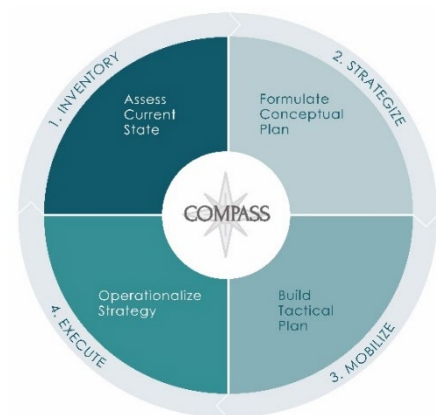 1. INVENTORY
Assess
Current
State
2. STRATEGIZE
Formulate
Conceptual
Plan
COMPASS
4. EXECUTE
Operationalize
Strategy
3. MOBILIZE
Build
Tactical
Plan